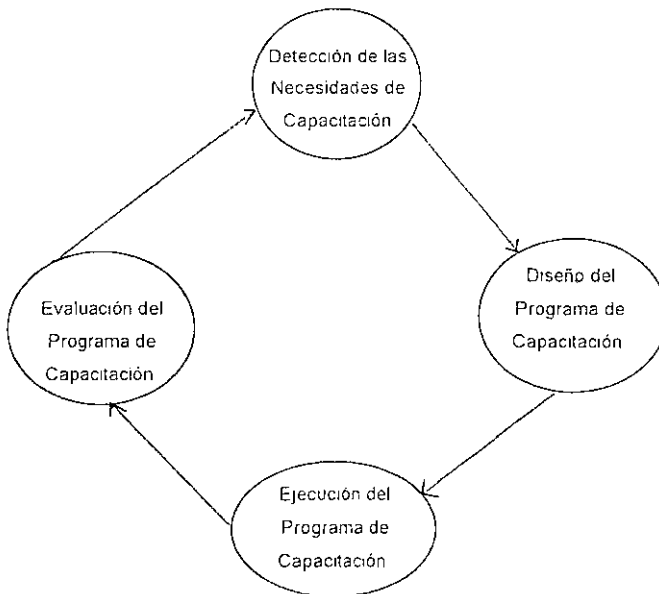 Detección de las
Necesidades de
Capacitación
Diseño del
Programa de
Capacitación
Ejecución del
Programa de
Capacitación
Evaluación del
Programa de
Capacitación